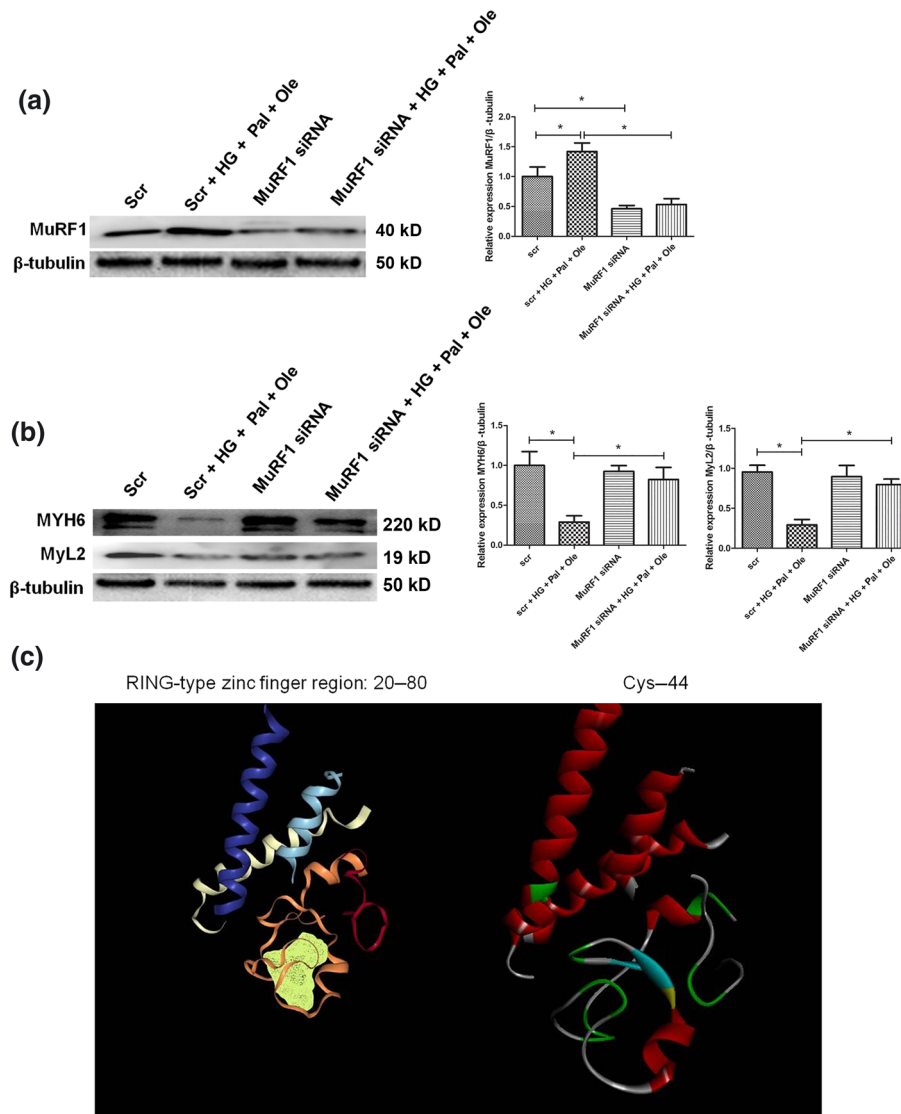 (a)
Scr
Scr + HG + Pal + Ole
MuRF1 siRNA
MuRF1 siRNA + HG + Pal + Ole
MuRF1
40 kD
β-tubulin
50 kD
Relative expression MuRF1/β -tubulin
2.0
1.5
1.0
0.5
0.0
*
*
*
scr
scr + HG + Pal + Ole
MuRF1 siRNA
MuRF1 siRNA + HG + Pal + Ole
(b)
Scr
Scr + HG + Pal + Ole
MuRF1 siRNA
MuRF1 siRNA + HG + Pal + Ole
MYH6
220 kD
MyL2
19 kD
β-tubulin
50 kD
Relative expression MYH6/β -tubulin
1.5
1.0
0.5
0.0
*
*
scr
scr + HG + Pal + Ole
MuRF1 siRNA
MuRF1 siRNA + HG + Pal + Ole
Relative expression MyL2/β-tubulin
1.5
1.0
0.5
0.0
*
*
scr
scr + HG + Pal + Ole
MuRF1 siRNA
MuRF1 siRNA + HG + Pal + Ole
(c)
RING-type zinc finger region: 20–80
Cys–44